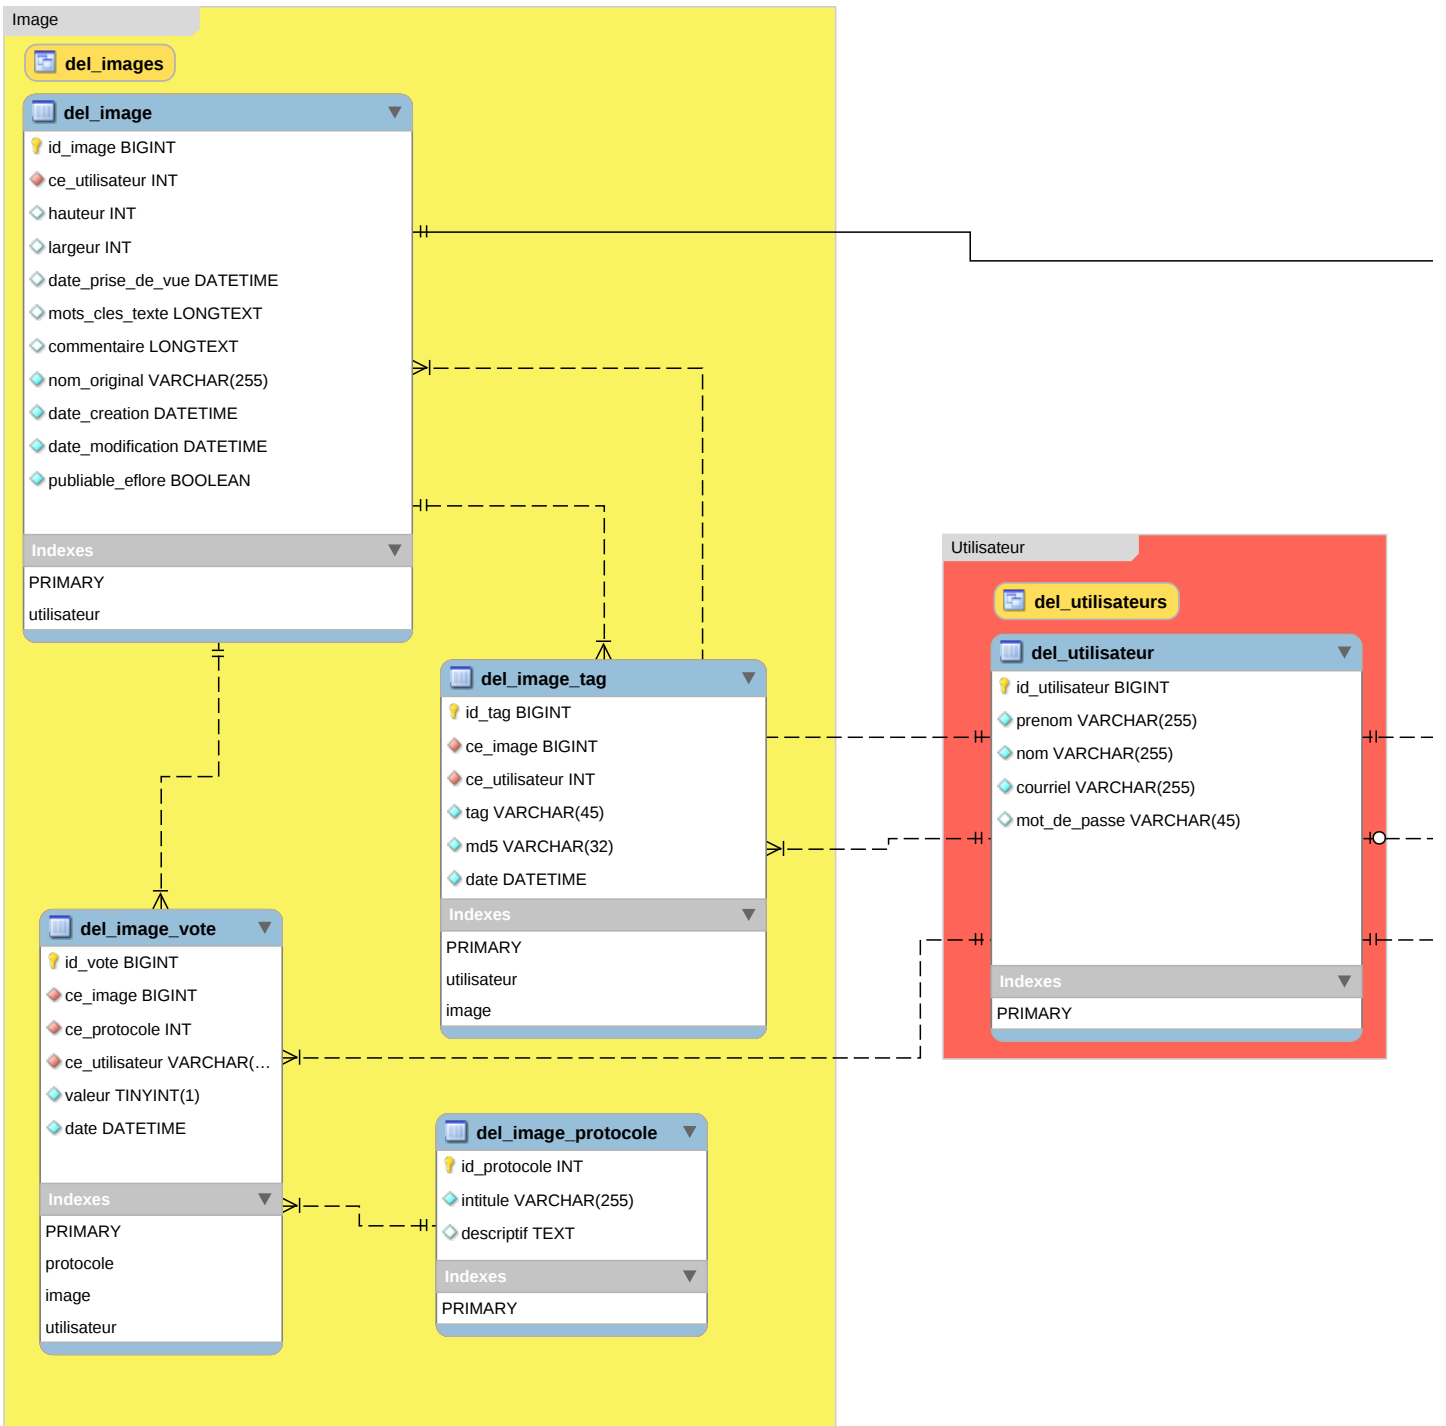 Image
del_images
del_image
id_image BIGINT
ce_utilisateur INT
hauteur INT
largeur INT
date_prise_de_vue DATETIME
mots_cles_texte LONGTEXT
commentaire LONGTEXT
nom_original VARCHAR(255)
date_creation DATETIME
date_modification DATETIME
publiable_eflore BOOLEAN
Indexes
PRIMARY
utilisateur
del_image_tag
id_tag BIGINT
ce_image BIGINT
ce_utilisateur INT
tag VARCHAR(45)
md5 VARCHAR(32)
date DATETIME
Indexes
PRIMARY
utilisateur
image
del_image_vote
id_vote BIGINT
ce_image BIGINT
ce_protocole INT
ce_utilisateur VARCHAR(…
valeur TINYINT(1)
date DATETIME
Indexes
PRIMARY
protocole
image
utilisateur
del_image_protocole
id_protocole INT
intitule VARCHAR(255)
descriptif TEXT
Indexes
PRIMARY
Utilisateur
del_utilisateurs
del_utilisateur
id_utilisateur BIGINT
prenom VARCHAR(255)
nom VARCHAR(255)
courriel VARCHAR(255)
mot_de_passe VARCHAR(45)
Indexes
PRIMARY